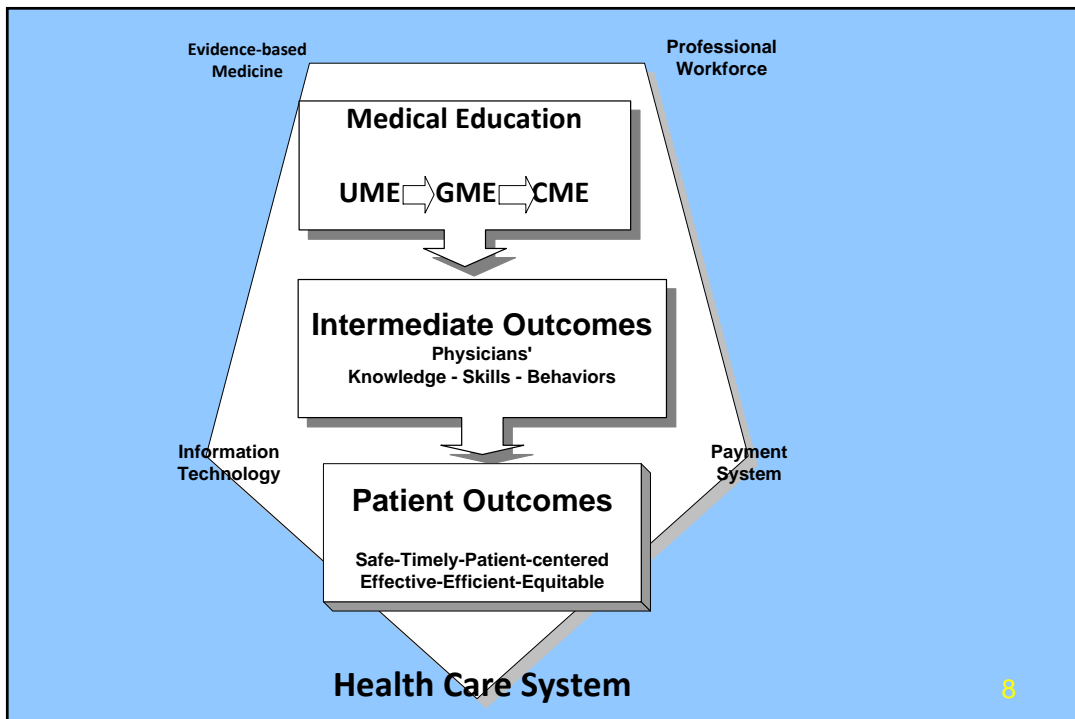 Evidence-based
Medicine
Professional
Workforce
Medical Education
UME GME CME
Intermediate Outcomes
Physicians'
Knowledge - Skills - Behaviors
Information
Technology
Payment
System
Patient Outcomes
Safe-Timely-Patient-centered
Effective-Efficient-Equitable
Health Care System
8